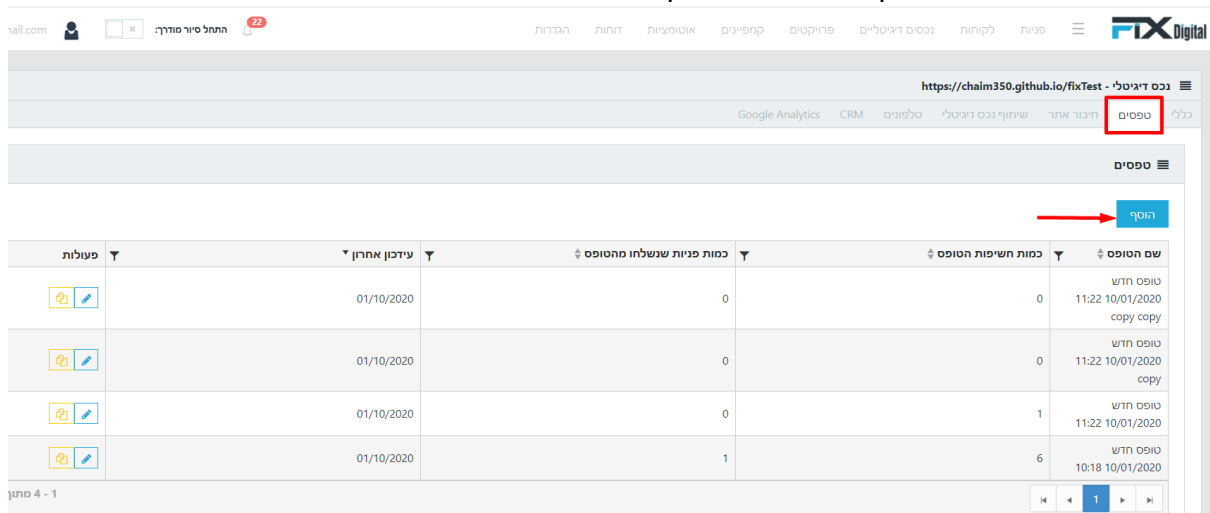 FIX Digital
פניות לקוחות נכסים דיגיטליים פרויקטים קמפיינים אוטומציות דוחות הגדרות 22 התחל סיור מודרך: ail.com
נכס דיגיטלי - https://chaim350.github.io/fixTest
כללי טפסים חיבור אתר שיתוף נכס דיגיטלי טלפונים CRM Google Analytics
טפסים
הוסף
שם הטופס כמות חשיפות הטופס כמות פניות שנשלחו מהטופס עידכון אחרון פעולות
טופס חדש
11:22 10/01/2020
copy copy
0 0 01/10/2020
טופס חדש
11:22 10/01/2020
copy
0 0 01/10/2020
טופס חדש
11:22 10/01/2020
1 0 01/10/2020
טופס חדש
10:18 10/01/2020
6 1 01/10/2020
1
1 - 4 מתוך